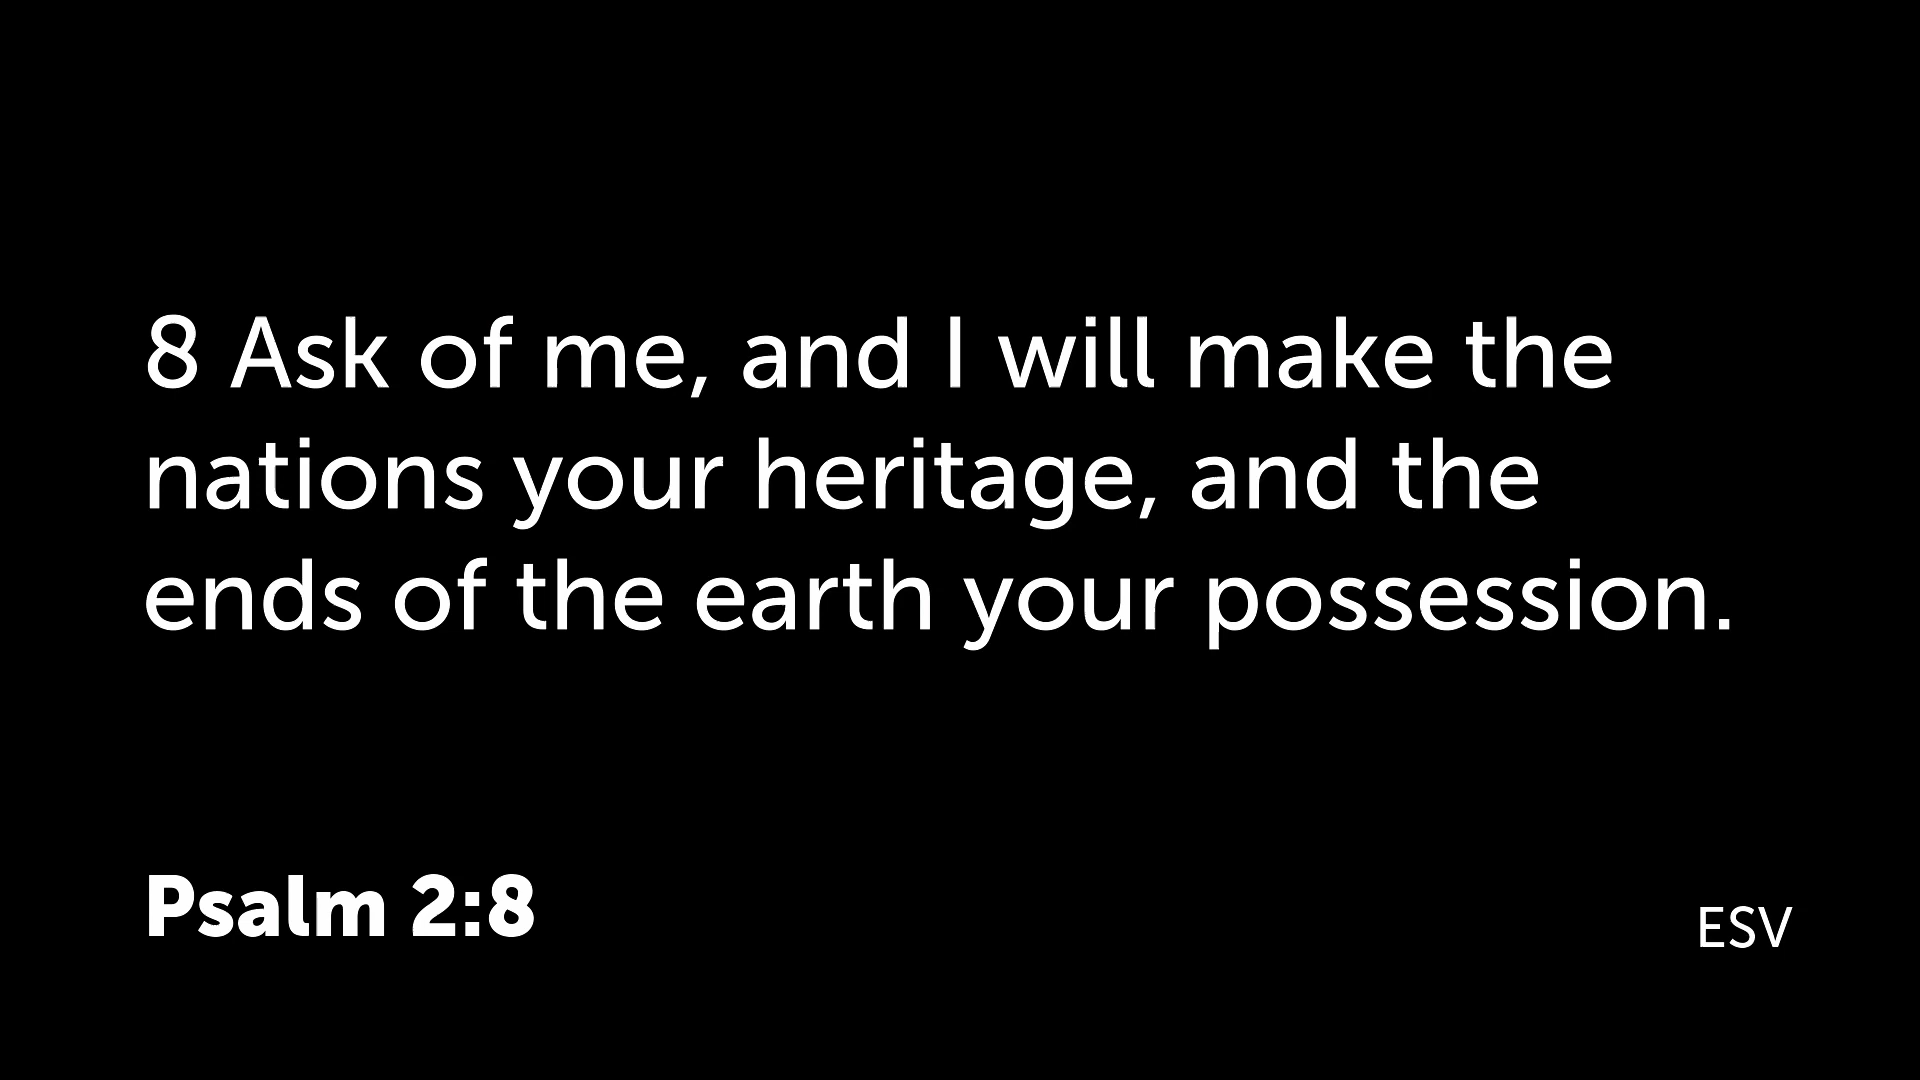 8 Ask of me, and I will make the
nations your heritage, and the
ends of the earth your possession.
Psalm 2:8
ESV